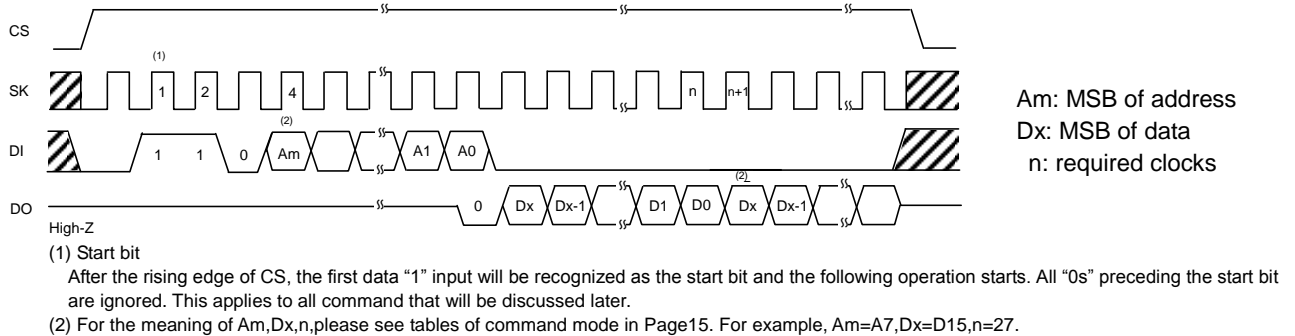 CS
(1)
SK 1 2 4 n n+1
(2)
DI 1 1 0 Am A1 A0
(2)
DO 0 Dx Dx-1 D1 D0 Dx Dx-1
High-Z
Am: MSB of address
Dx: MSB of data
n: required clocks
(1) Start bit
After the rising edge of CS, the first data “1” input will be recognized as the start bit and the following operation starts. All “0s” preceding the start bit
are ignored. This applies to all command that will be discussed later.
(2) For the meaning of Am,Dx,n,please see tables of command mode in Page15. For example, Am=A7,Dx=D15,n=27.